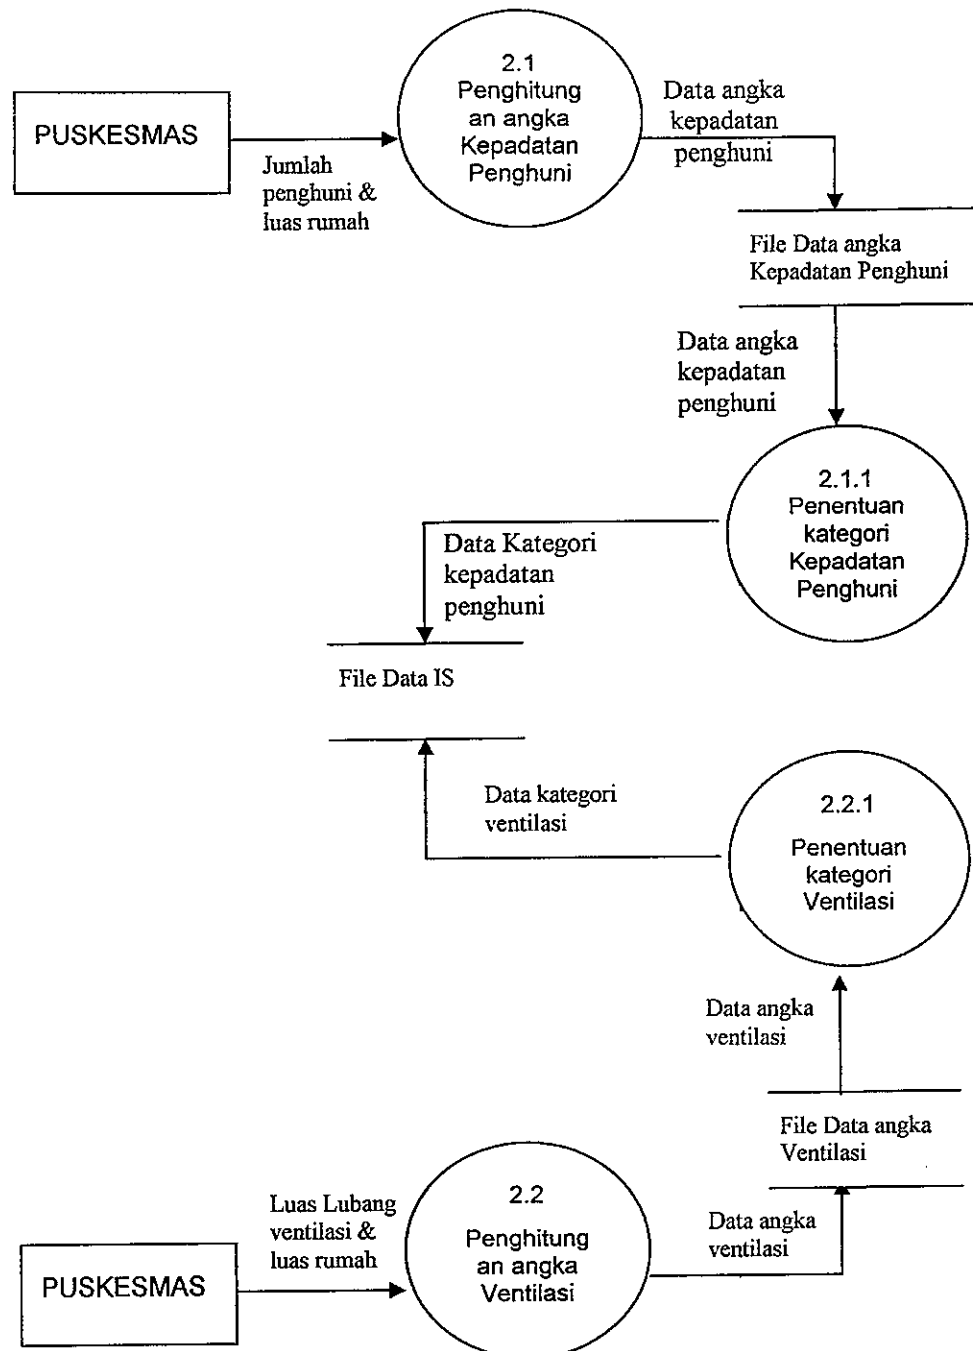 2.1
Penghitung
an angka
Kepadatan
Penghuni
PUSKESMAS
Jumlah
penghuni &
luas rumah
Data angka
kepadatan
penghuni
File Data angka
Kepadatan Penghuni
Data angka
kepadatan
penghuni
2.1.1
Penentuan
kategori
Kepadatan
Penghuni
Data Kategori
kepadatan
penghuni
File Data IS
Data kategori
ventilasi
2.2.1
Penentuan
kategori
Ventilasi
Data angka
ventilasi
File Data angka
Ventilasi
Data angka
ventilasi
2.2
Penghitung
an angka
Ventilasi
Luas Lubang
ventilasi &
luas rumah
PUSKESMAS